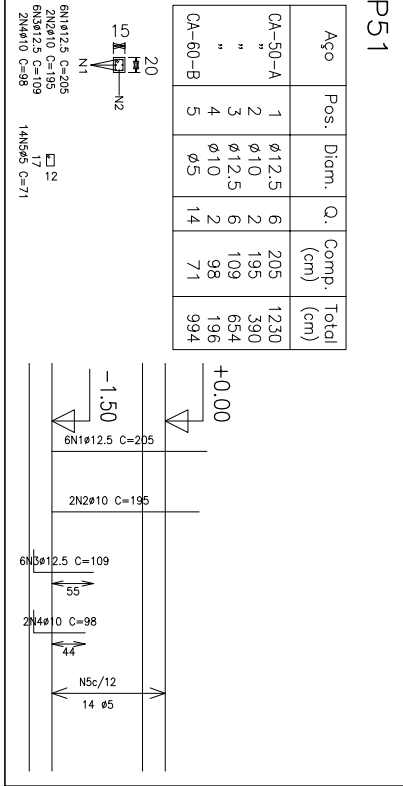 P51
Aço Pos. Diam. Q. Comp. (cm) Total (cm)
CA-50-A 1 ø12.5 6 205 1230
" 2 ø10 2 195 390
" 3 ø12.5 6 109 654
" 4 ø10 2 98 196
CA-60-B 5 ø5 14 71 994
20
15
N2
N1
6N1ø12.5 C=205
2N2ø10 C=195
6N3ø12.5 C=109
2N4ø10 C=98
12
17
14N5ø5 C=71
+0.00
-1.50
6N1ø12.5 C=205
2N2ø10 C=195
6N3ø12.5 C=109
55
2N4ø10 C=98
44
N5c/12
14 ø5